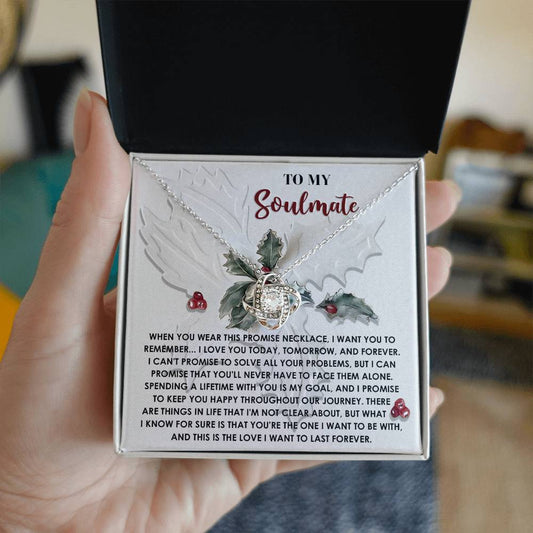 TO MY
Soulmate
WHEN YOU WEAR THIS PROMISE NECKLACE, I WANT YOU TO
REMEMBER... I LOVE YOU TODAY, TOMORROW, AND FOREVER.
I CAN'T PROMISE TO SOLVE ALL YOUR PROBLEMS, BUT I CAN
PROMISE THAT YOU'LL NEVER HAVE TO FACE THEM ALONE.
SPENDING A LIFETIME WITH YOU IS MY GOAL, AND I PROMISE
TO KEEP YOU HAPPY THROUGHOUT OUR JOURNEY. THERE
ARE THINGS IN LIFE THAT I'M NOT CLEAR ABOUT, BUT WHAT
I KNOW FOR SURE IS THAT YOU'RE THE ONE I WANT TO BE WITH,
AND THIS IS THE LOVE I WANT TO LAST FOREVER.